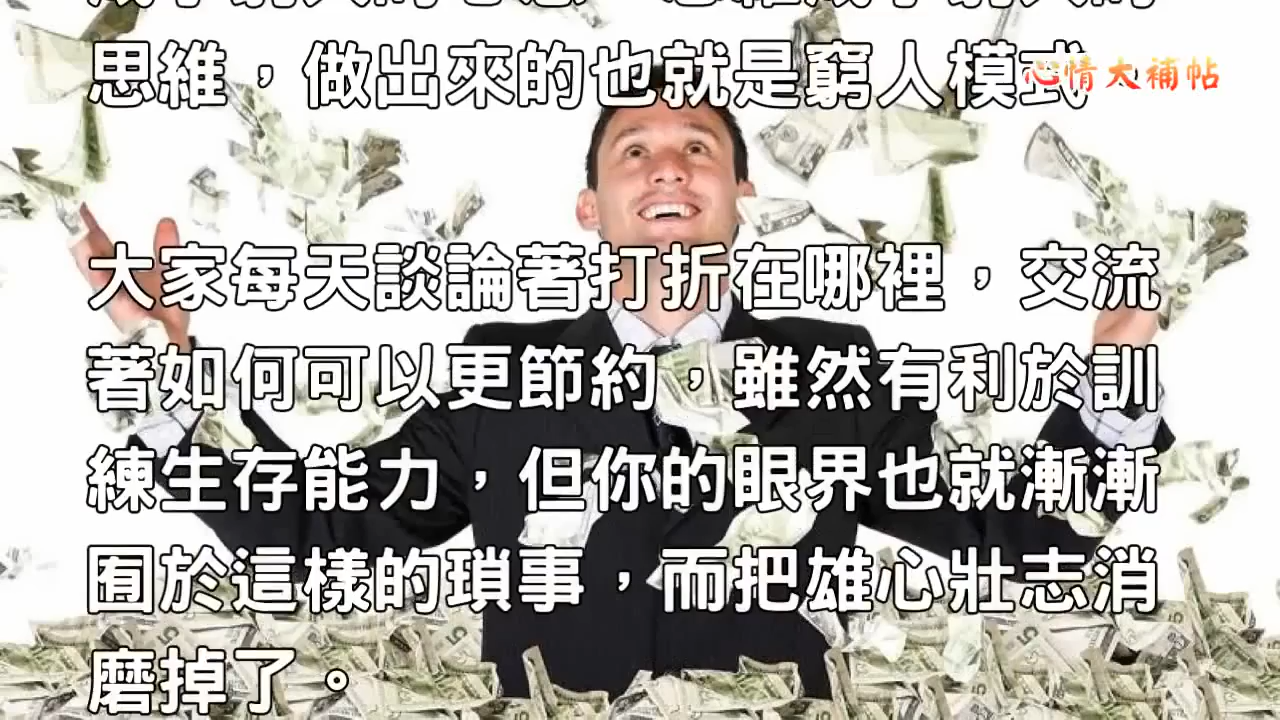 思維，做出來的也就是窮人模式
心情大補帖
大家每天談論著打折在哪裡，交流
著如何可以更節約，雖然有利於訓
練生存能力，但你的眼界也就漸漸
囿於這樣的瑣事，而把雄心壯志消
磨掉了。